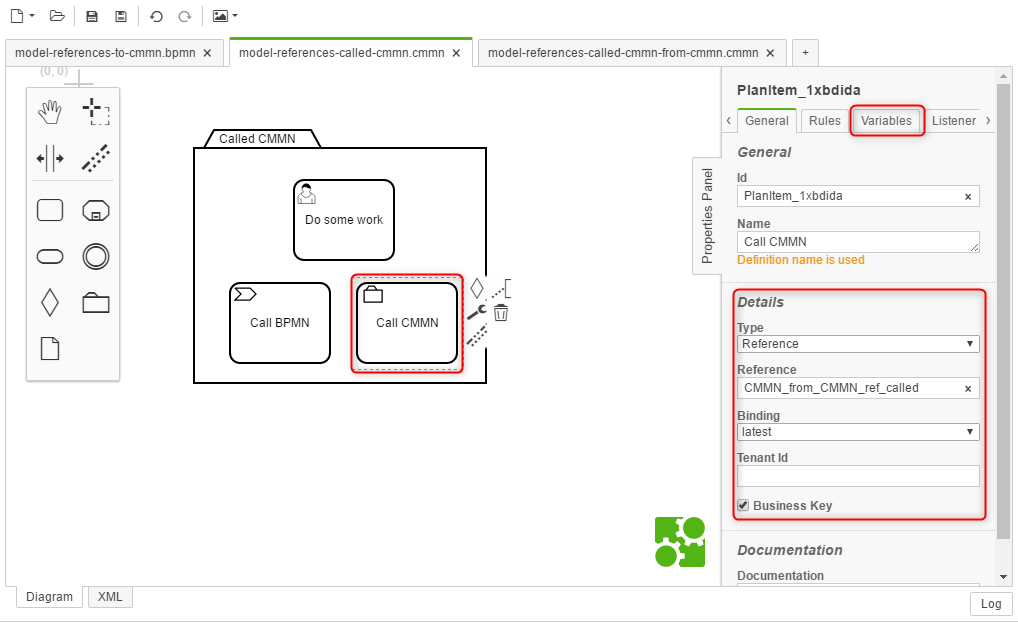 model-references-to-cmmn.bpmn ×
model-references-called-cmmn.cmmn ×
model-references-called-cmmn-from-cmmn.cmmn ×
+
(0, 0)
Called CMMN
Do some work
Call BPMN
Call CMMN
Properties Panel
PlanItem_1xbdida
General
Rules
Variables
Listener
General
Id
PlanItem_1xbdida
Name
Call CMMN
Definition name is used
Details
Type
Reference
Reference
CMMN_from_CMMN_ref_called
Binding
latest
Tenant Id
Business Key
Documentation
Documentation
Diagram
XML
Log